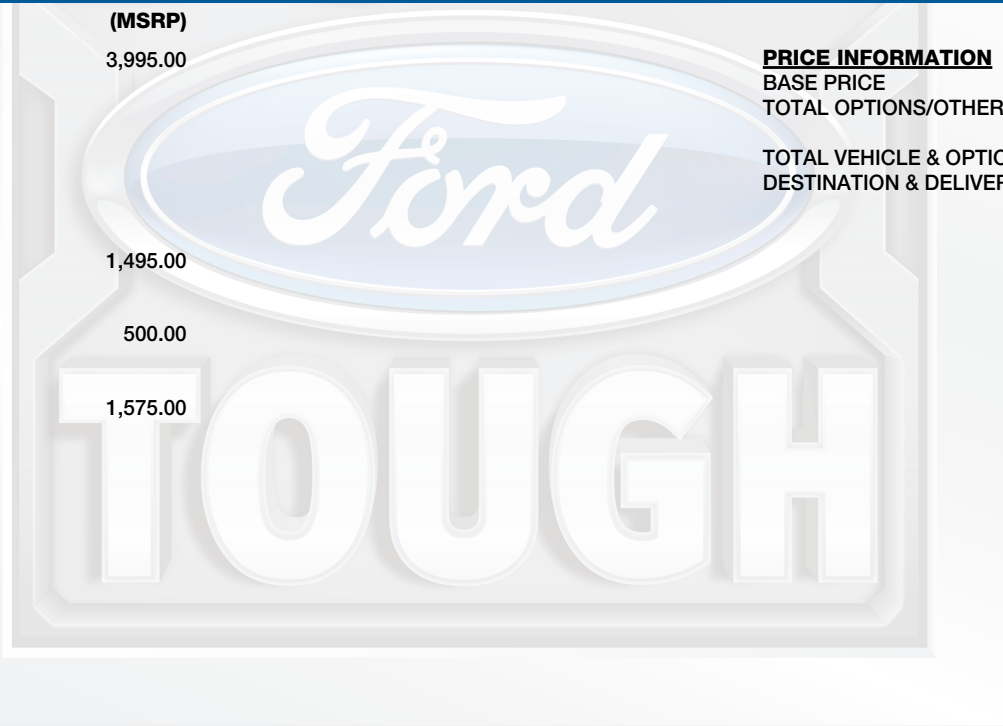 (MSRP)
3,995.00
1,495.00
500.00
1,575.00
PRICE INFORMATION
BASE PRICE
TOTAL OPTIONS/OTHER
TOTAL VEHICLE & OPTIO
DESTINATION & DELIVER
Ford
TOUGH